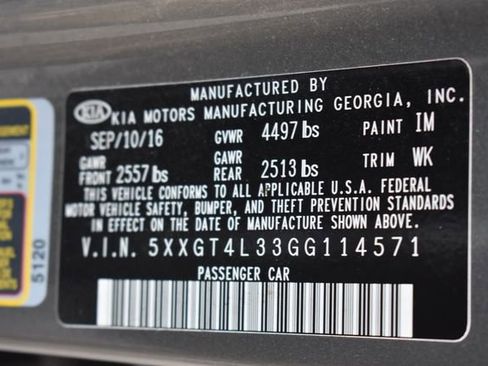 MANUFACTURED BY
KIA KIA MOTORS MANUFACTURING GEORGIA, INC.
SEP/10/16 GVWR 4497 lbs PAINT IM
GAWR FRONT 2557 lbs GAWR REAR 2513 lbs TRIM WK
THIS VEHICLE CONFORMS TO ALL APPLICABLE U.S.A. FEDERAL
MOTOR VEHICLE SAFETY, BUMPER, AND THEFT PREVENTION STANDARDS
IN EFFECT ON THE DATE OF MANUFACTURE SHOWN ABOVE.
V.I.N. 5XXGT4L33GG114571
PASSENGER CAR
5120